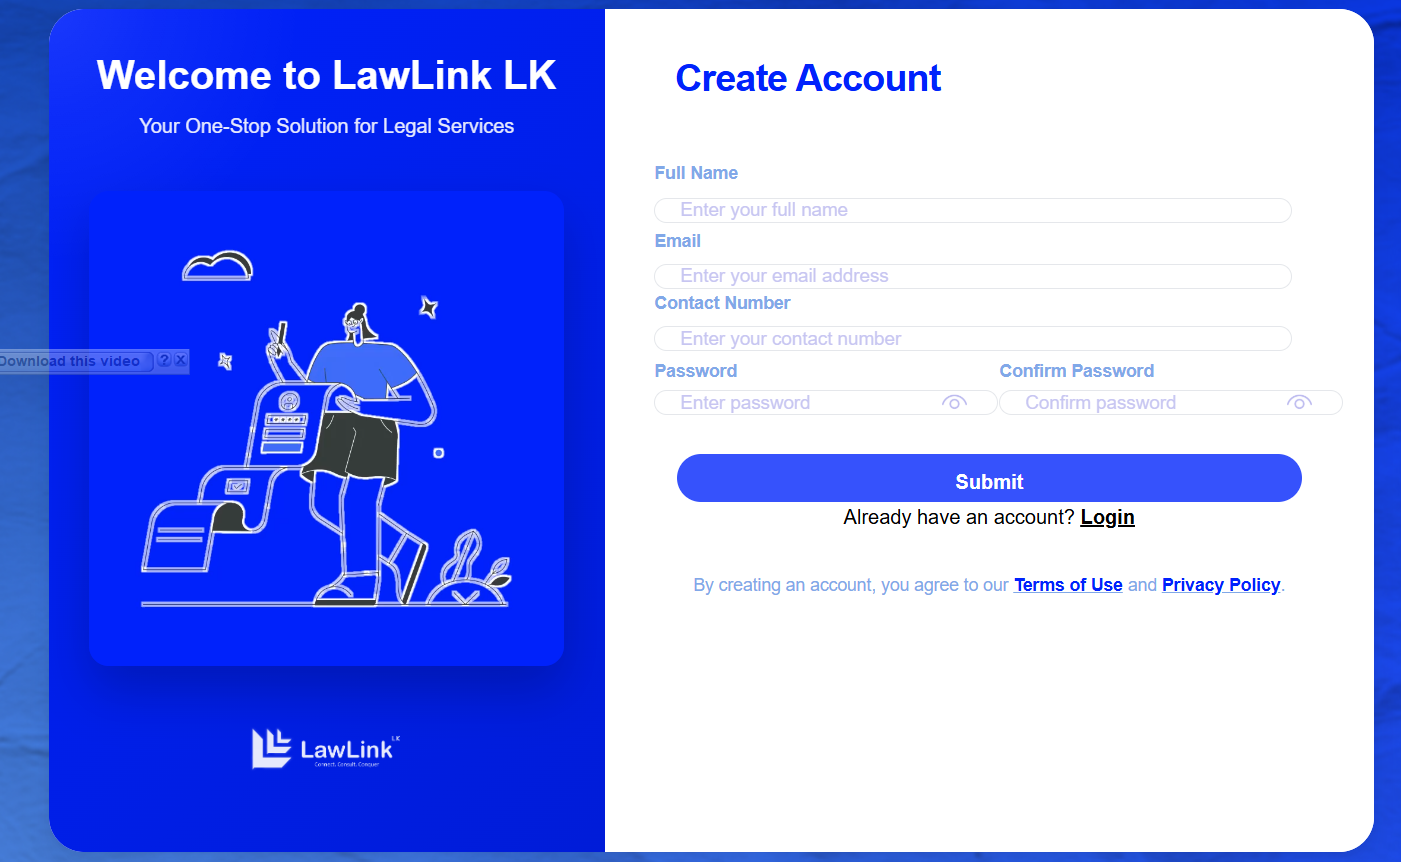 Welcome to LawLink LK
Your One-Stop Solution for Legal Services
Download this video ? X
LawLink LK
Connect. Consult. Conquer
Create Account
Full Name
Enter your full name
Email
Enter your email address
Contact Number
Enter your contact number
Password Confirm Password
Enter password Confirm password
Submit
Already have an account? Login
By creating an account, you agree to our Terms of Use and Privacy Policy.